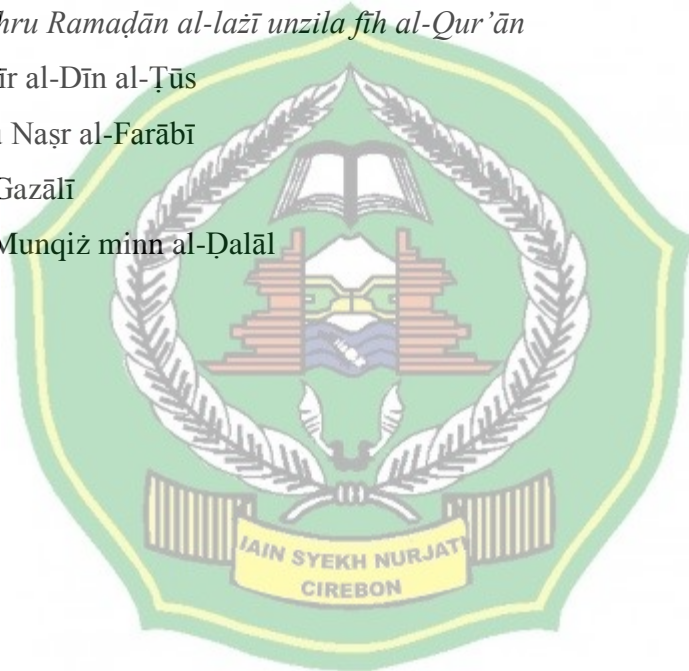 hru Ramaḍān al-lażī unzila fīh al-Qur’ān
īr al-Dīn al-Ṭūs
Naṣr al-Farābī
Gazālī
Munqiż minn al-Ḍalāl
IAIN SYEKH NURJATI
CIREBON